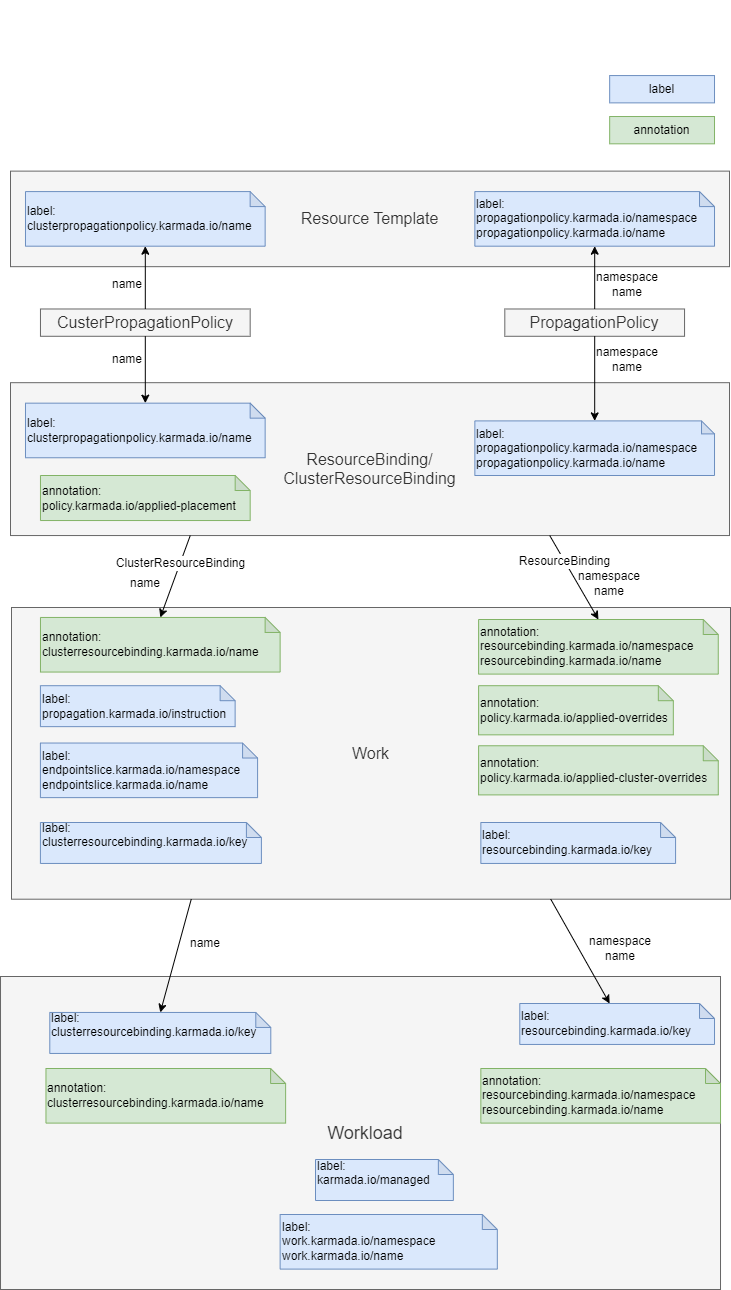 label
annotation
label:
clusterpropagationpolicy.karmada.io/name
Resource Template
label:
propagationpolicy.karmada.io/namespace
propagationpolicy.karmada.io/name
name
namespace
name
CusterPropagationPolicy
PropagationPolicy
name
namespace
name
label:
clusterpropagationpolicy.karmada.io/name
annotation:
policy.karmada.io/applied-placement
ResourceBinding/
ClusterResourceBinding
label:
propagationpolicy.karmada.io/namespace
propagationpolicy.karmada.io/name
ClusterResourceBinding
name
ResourceBinding
namespace
name
annotation:
clusterresourcebinding.karmada.io/name
annotation:
resourcebinding.karmada.io/namespace
resourcebinding.karmada.io/name
label:
propagation.karmada.io/instruction
annotation:
policy.karmada.io/applied-overrides
label:
endpointslice.karmada.io/namespace
endpointslice.karmada.io/name
Work
annotation:
policy.karmada.io/applied-cluster-overrides
label:
clusterresourcebinding.karmada.io/key
label:
resourcebinding.karmada.io/key
name
namespace
name
label:
clusterresourcebinding.karmada.io/key
label:
resourcebinding.karmada.io/key
annotation:
clusterresourcebinding.karmada.io/name
annotation:
resourcebinding.karmada.io/namespace
resourcebinding.karmada.io/name
Workload
label:
karmada.io/managed
label:
work.karmada.io/namespace
work.karmada.io/name